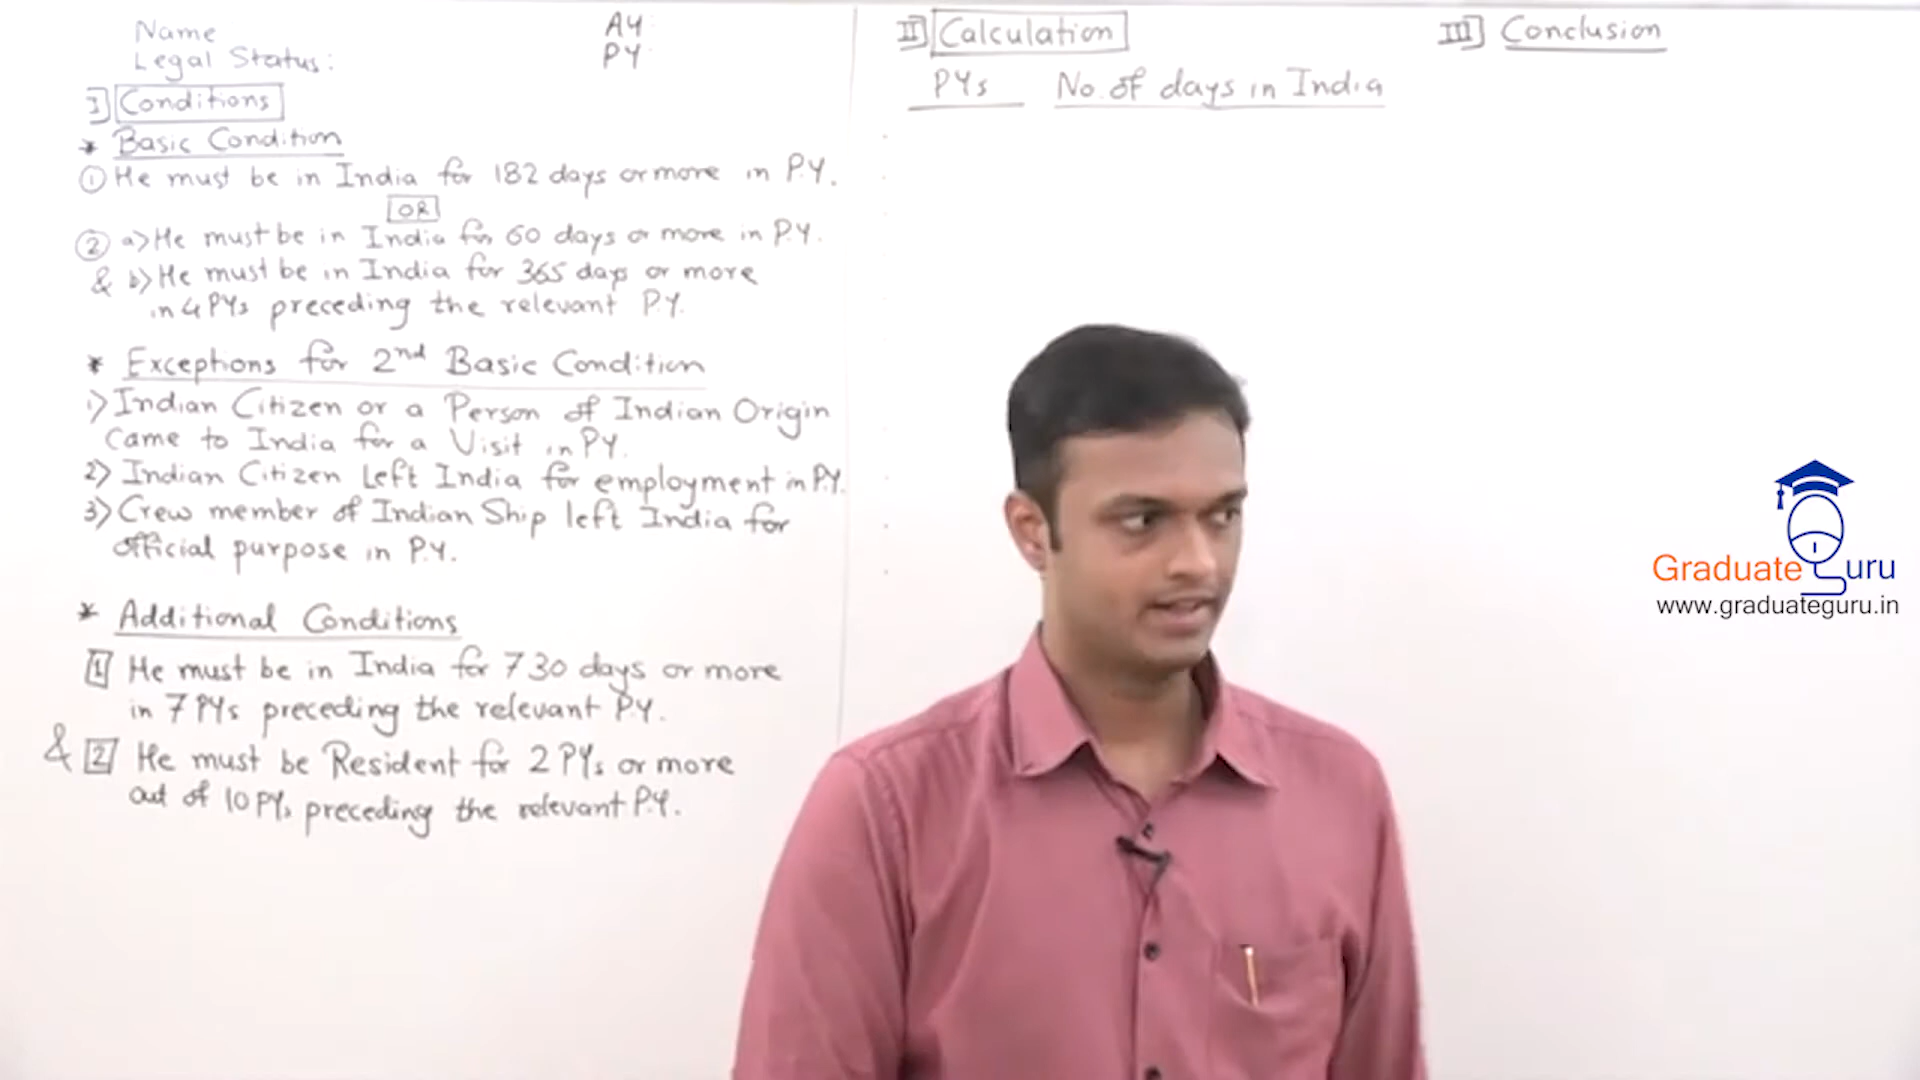 Name
AY:
Legal Status:
PY:
I] Conditions
* Basic Condition
① He must be in India for 182 days or more in P.Y.
OR
② a) He must be in India for 60 days or more in P.Y.
& b) He must be in India for 365 days or more
in 4 PYs preceding the relevant P.Y.
* Exceptions for 2nd Basic Condition
1) Indian Citizen or a Person of Indian Origin
Came to India for a Visit in PY.
2) Indian Citizen Left India for employment in P.Y.
3) Crew member of Indian Ship left India for
official purpose in P.Y.
* Additional Conditions
1 He must be in India for 730 days or more
in 7 PYs preceding the relevant P.Y.
& 2 He must be Resident for 2 PYs or more
out of 10 PYs preceding the relevant P.Y.
II] Calculation
PYs No. of days in India
III] Conclusion
Graduate Guru
www.graduateguru.in